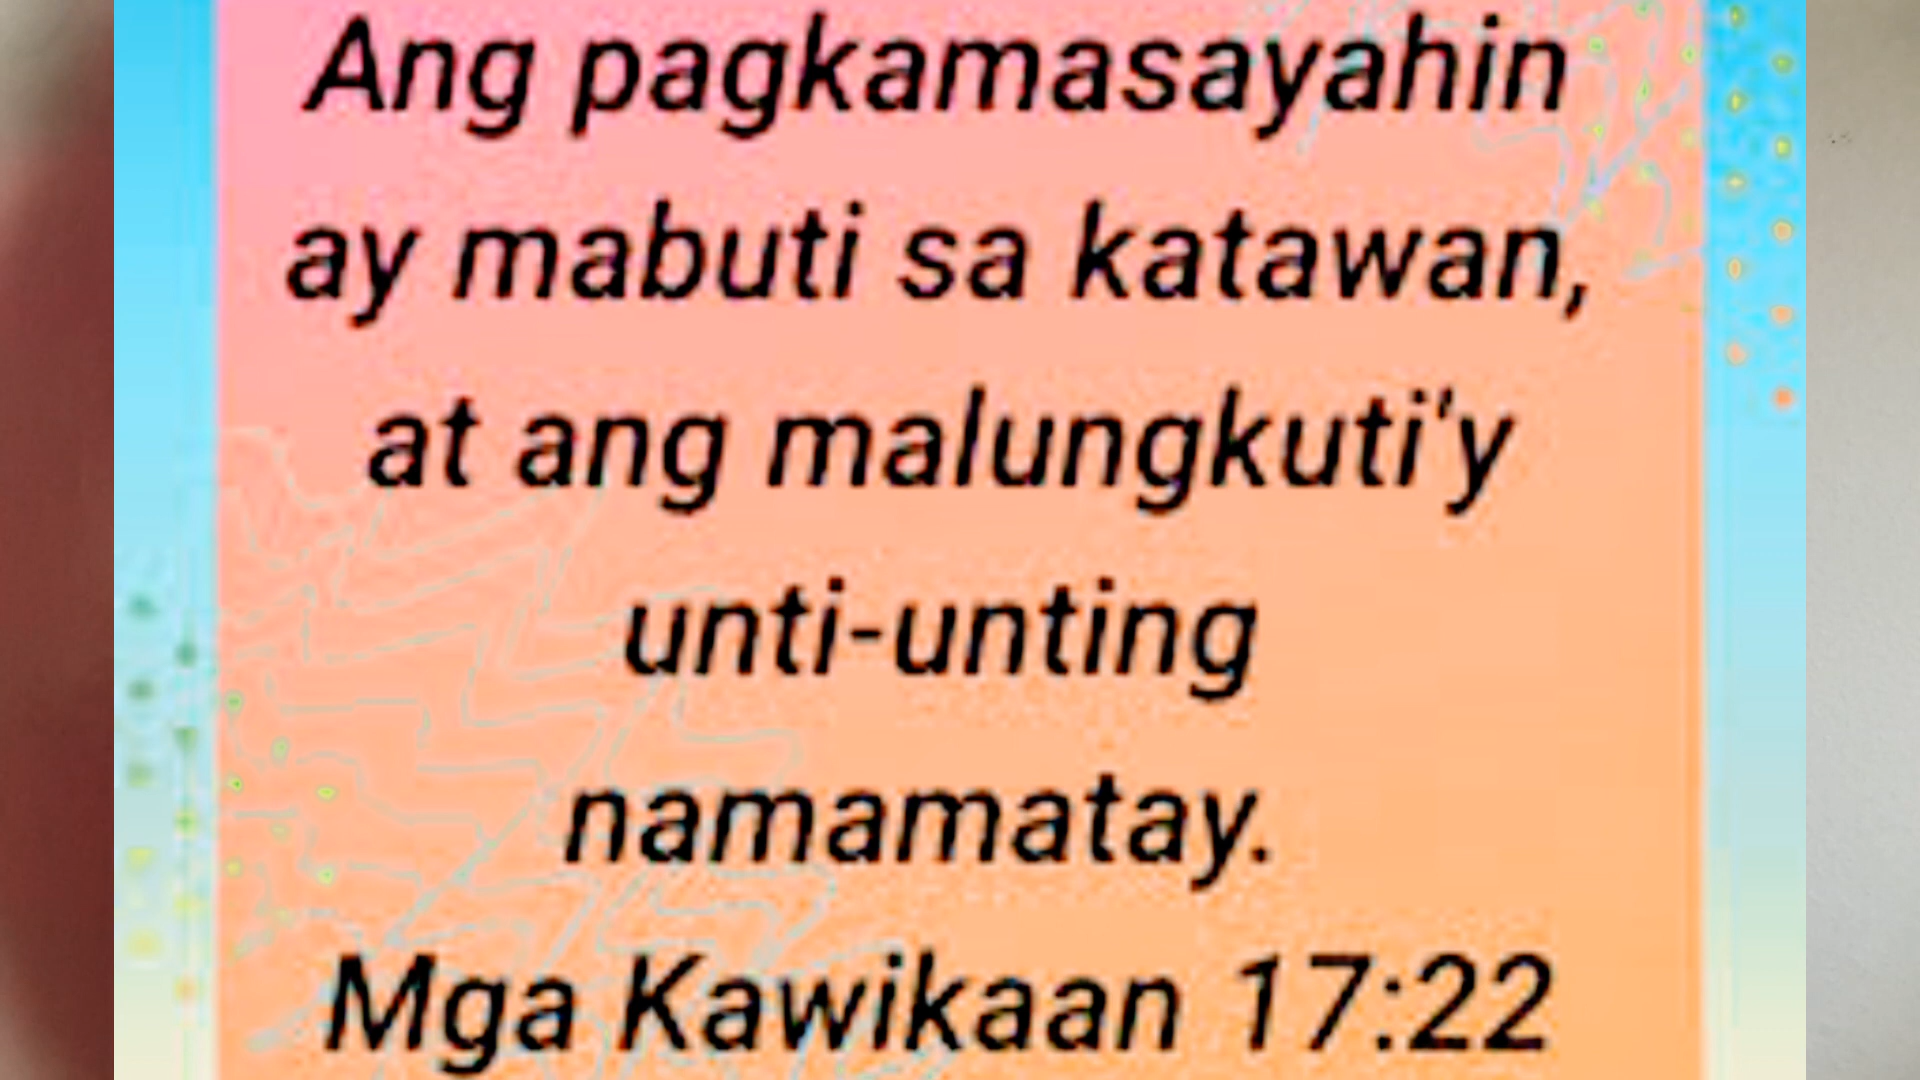 Ang pagkamasayahin
ay mabuti sa katawan,
at ang malungkuti'y
unti-unting
namamatay.
Mga Kawikaan 17:22